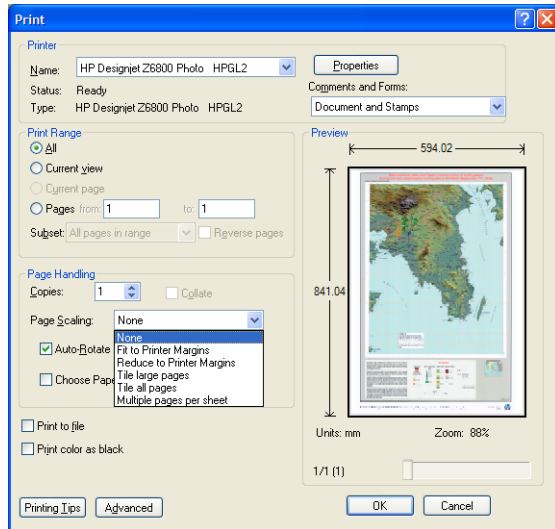 Print
Printer
Name: HP Designjet Z6800 Photo HPGL2
Properties
Status: Ready
Comments and Forms:
Type: HP Designjet Z6800 Photo HPGL2
Document and Stamps
Print Range
All
Current view
Current page
Pages from: 1 to: 1
Subset: All pages in range
Reverse pages
Page Handling
Copies: 1
Collate
Page Scaling: None
None
Fit to Printer Margins
Reduce to Printer Margins
Tile large pages
Tile all pages
Multiple pages per sheet
Auto-Rotate
Choose Pape
Print to file
Print color as black
Printing Tips
Advanced
Preview
594.02
841.04
Units: mm
Zoom: 88%
1/1 (1)
OK
Cancel